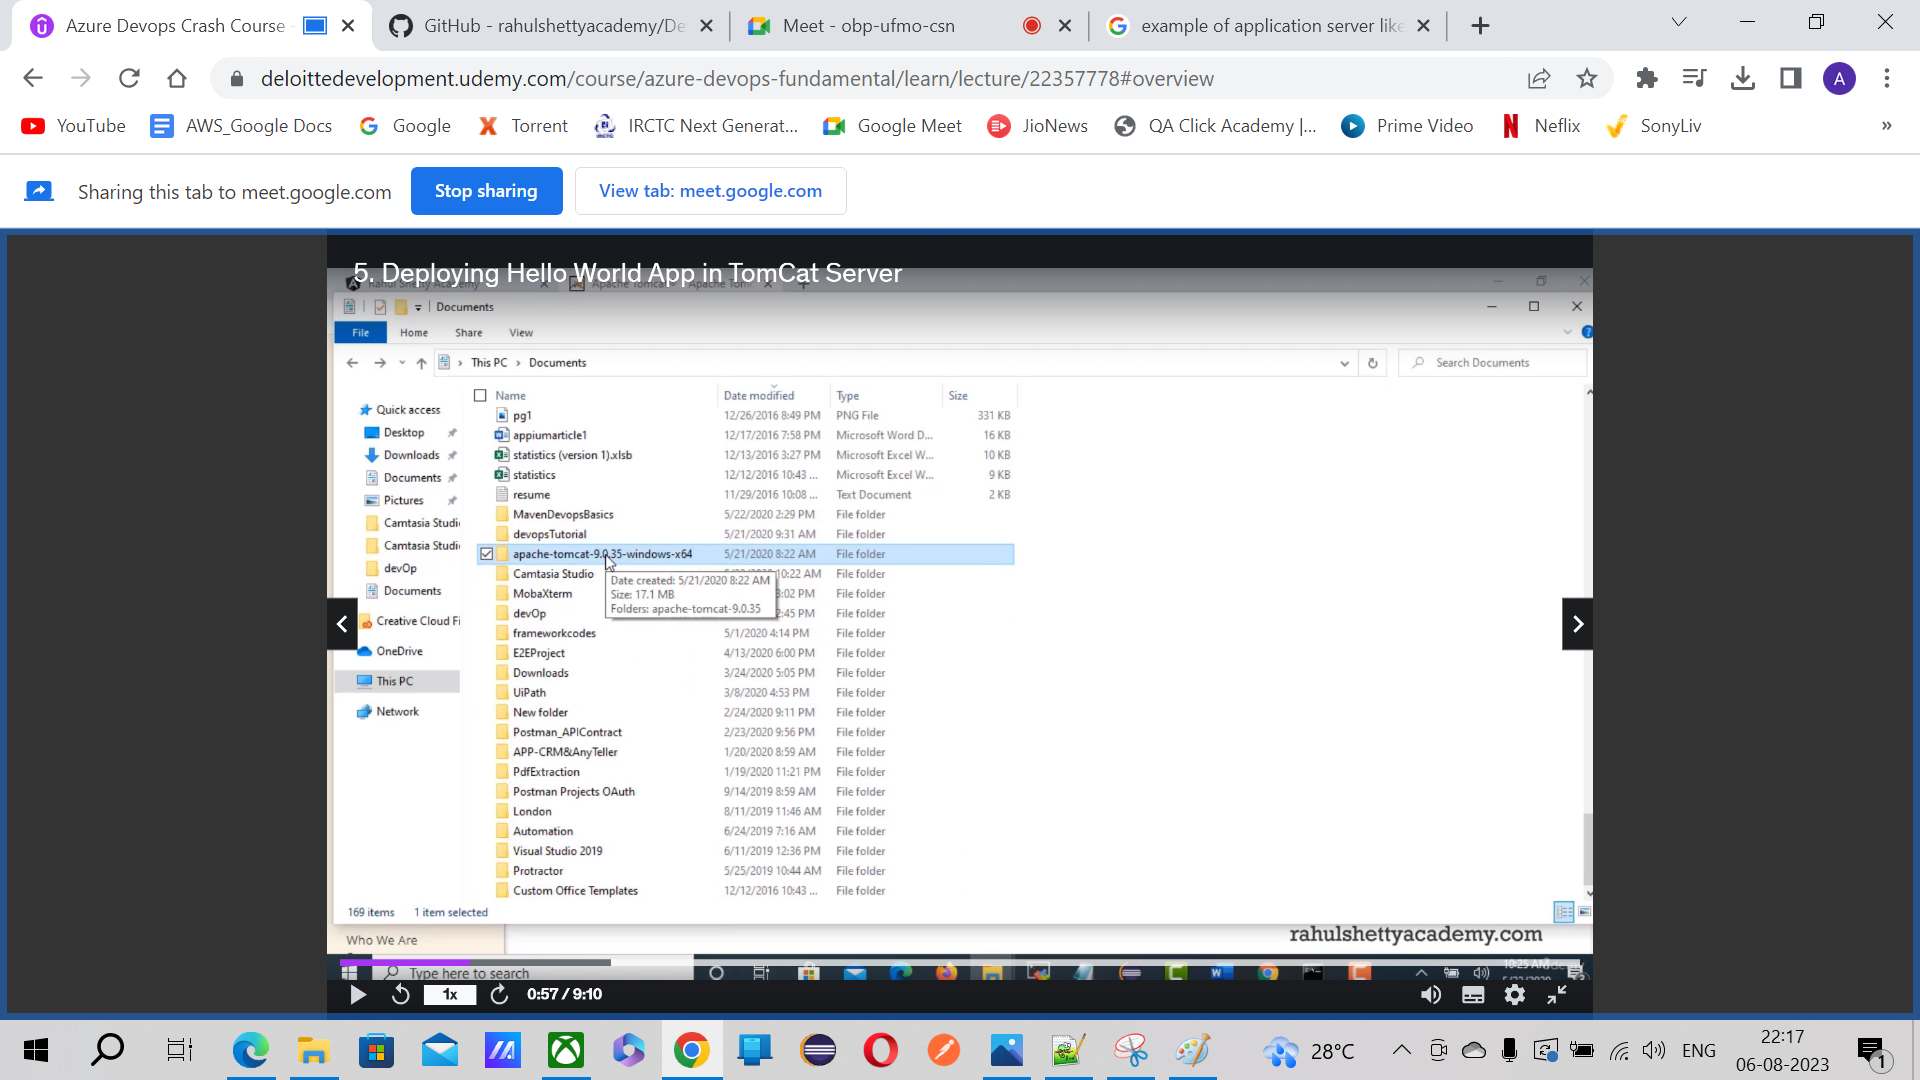 Azure Devops Crash Course
GitHub - rahulshettyacademy/De
Meet - obp-ufmo-csn
example of application server like
deloittedevelopment.udemy.com/course/azure-devops-fundamental/learn/lecture/22357778#overview
A
YouTube
AWS_Google Docs
Google
Torrent
IRCTC Next Generat...
Google Meet
JioNews
QA Click Academy |...
Prime Video
Neflix
SonyLiv
»
Sharing this tab to meet.google.com
Stop sharing
View tab: meet.google.com
5. Deploying Hello World App in TomCat Server
Documents
File Home Share View
This PC › Documents
Search Documents
Name Date modified Type Size
Quick access
Desktop
Downloads
Documents
Pictures
Camtasia Studi
Camtasia Studi
devOp
Documents
Creative Cloud Fi
OneDrive
This PC
Network
pg1 12/26/2016 8:49 PM PNG File 331 KB
appiumarticle1 12/17/2016 7:58 PM Microsoft Word D... 16 KB
statistics (version 1).xlsb 12/13/2016 3:27 PM Microsoft Excel W... 10 KB
statistics 12/12/2016 10:43 ... Microsoft Excel W... 9 KB
resume 11/29/2016 10:08 ... Text Document 2 KB
MavenDevopsBasics 5/22/2020 2:29 PM File folder
devopsTutorial 5/21/2020 9:31 AM File folder
apache-tomcat-9.0.35-windows-x64 5/21/2020 8:22 AM File folder
Camtasia Studio 10:22 AM File folder
MobaXterm 3:02 PM File folder
devOp 2:45 PM File folder
Date created: 5/21/2020 8:22 AM
Size: 17.1 MB
Folders: apache-tomcat-9.0.35
frameworkcodes 5/1/2020 4:14 PM File folder
E2EProject 4/13/2020 6:00 PM File folder
Downloads 3/24/2020 5:05 PM File folder
UiPath 3/8/2020 4:53 PM File folder
New folder 2/24/2020 9:11 PM File folder
Postman_APIContract 2/23/2020 9:56 PM File folder
APP-CRM&AnyTeller 1/20/2020 8:59 AM File folder
PdfExtraction 1/19/2020 11:21 PM File folder
Postman Projects OAuth 9/14/2019 8:59 AM File folder
London 8/11/2019 11:46 AM File folder
Automation 6/24/2019 7:16 AM File folder
Visual Studio 2019 6/11/2019 12:36 PM File folder
Protractor 5/25/2019 10:44 AM File folder
Custom Office Templates 12/12/2016 10:43 ... File folder
169 items 1 item selected
Who We Are
rahulshettyacademy.com
Type here to search
1x
0:57 / 9:10
28°C
ENG
22:17
06-08-2023
1